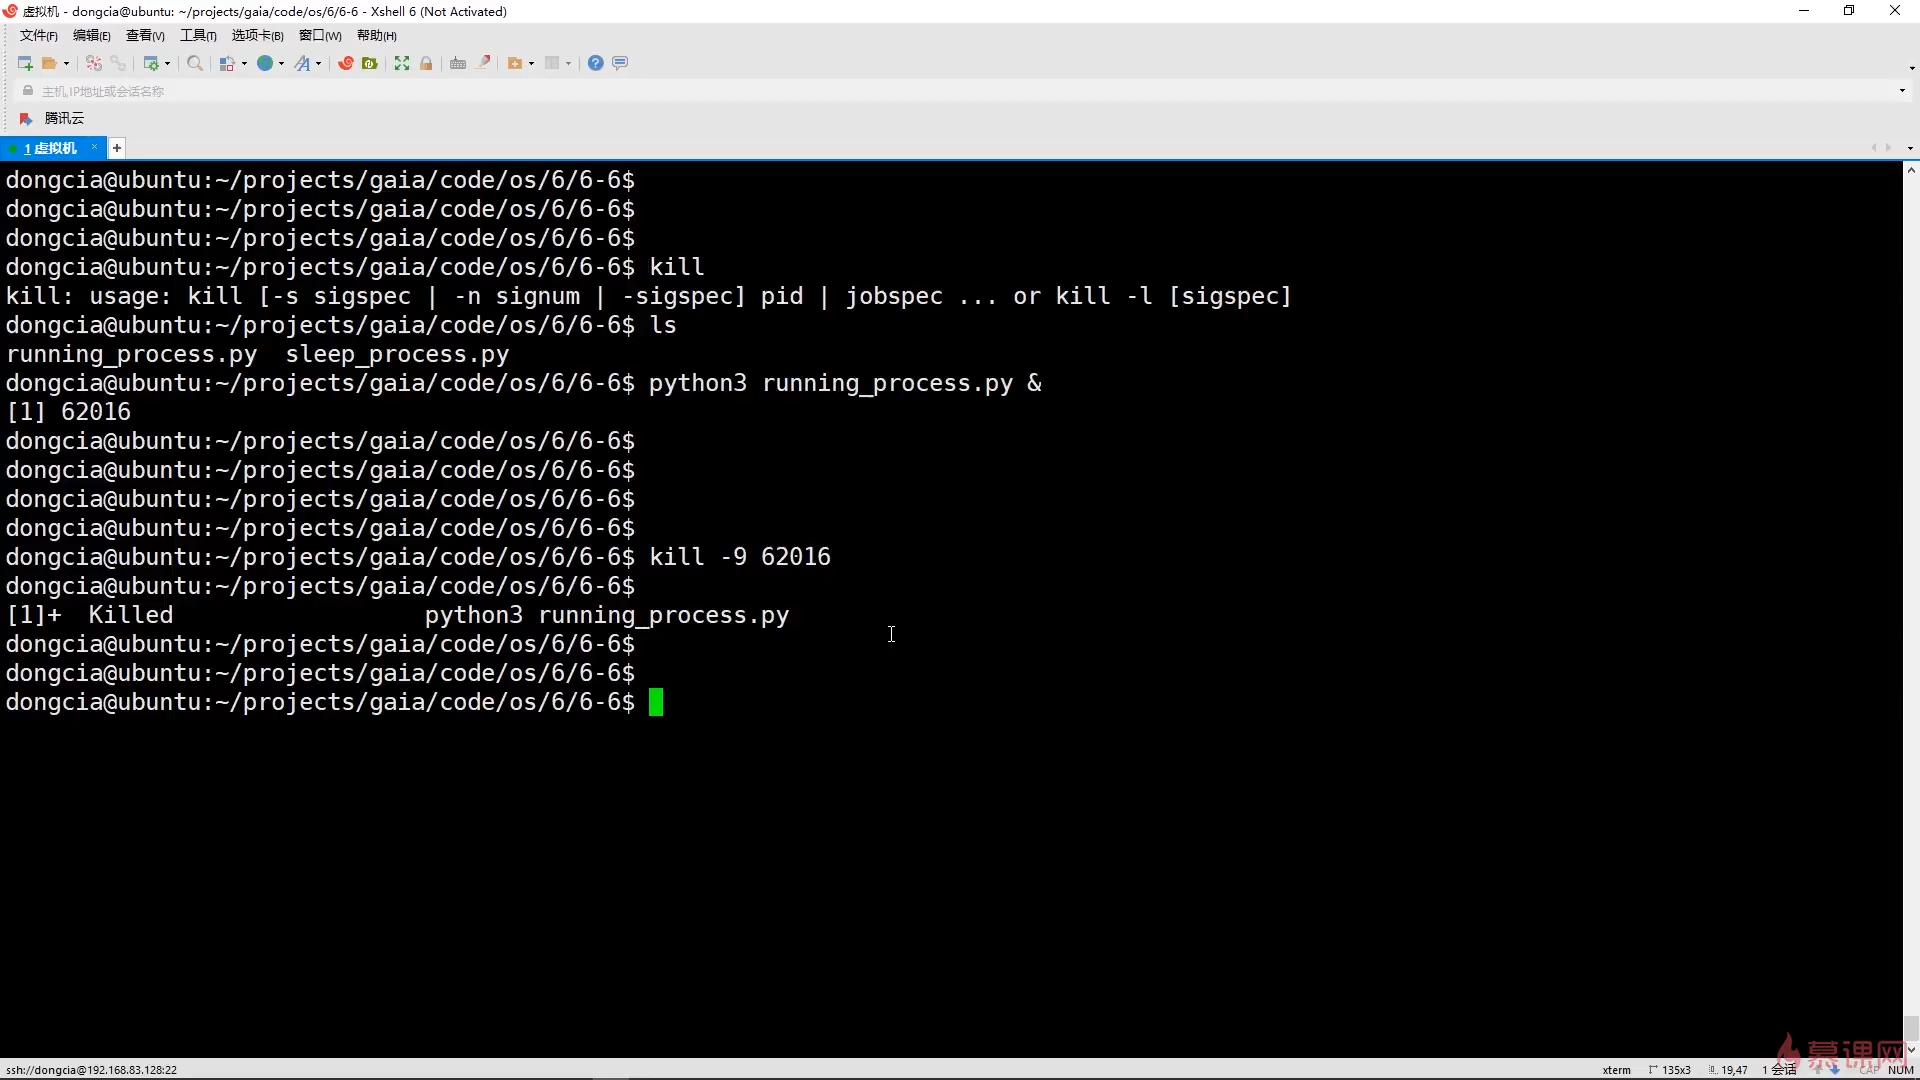 虚拟机 - dongcia@ubuntu: ~/projects/gaia/code/os/6/6-6 - Xshell 6 (Not Activated)
文件(F) 编辑(E) 查看(V) 工具(T) 选项卡(B) 窗口(W) 帮助(H)
主机,IP地址或会话名称
腾讯云
1 虚拟机
dongcia@ubuntu:~/projects/gaia/code/os/6/6-6$
dongcia@ubuntu:~/projects/gaia/code/os/6/6-6$
dongcia@ubuntu:~/projects/gaia/code/os/6/6-6$
dongcia@ubuntu:~/projects/gaia/code/os/6/6-6$ kill
kill: usage: kill [-s sigspec | -n signum | -sigspec] pid | jobspec ... or kill -l [sigspec]
dongcia@ubuntu:~/projects/gaia/code/os/6/6-6$ ls
running_process.py  sleep_process.py
dongcia@ubuntu:~/projects/gaia/code/os/6/6-6$ python3 running_process.py &
[1] 62016
dongcia@ubuntu:~/projects/gaia/code/os/6/6-6$
dongcia@ubuntu:~/projects/gaia/code/os/6/6-6$
dongcia@ubuntu:~/projects/gaia/code/os/6/6-6$
dongcia@ubuntu:~/projects/gaia/code/os/6/6-6$
dongcia@ubuntu:~/projects/gaia/code/os/6/6-6$ kill -9 62016
dongcia@ubuntu:~/projects/gaia/code/os/6/6-6$
[1]+  Killed                  python3 running_process.py
dongcia@ubuntu:~/projects/gaia/code/os/6/6-6$
dongcia@ubuntu:~/projects/gaia/code/os/6/6-6$
dongcia@ubuntu:~/projects/gaia/code/os/6/6-6$
慕课网
ssh://dongcia@192.168.83.128:22 xterm 135x3 19,47 1 会话 CAP NUM